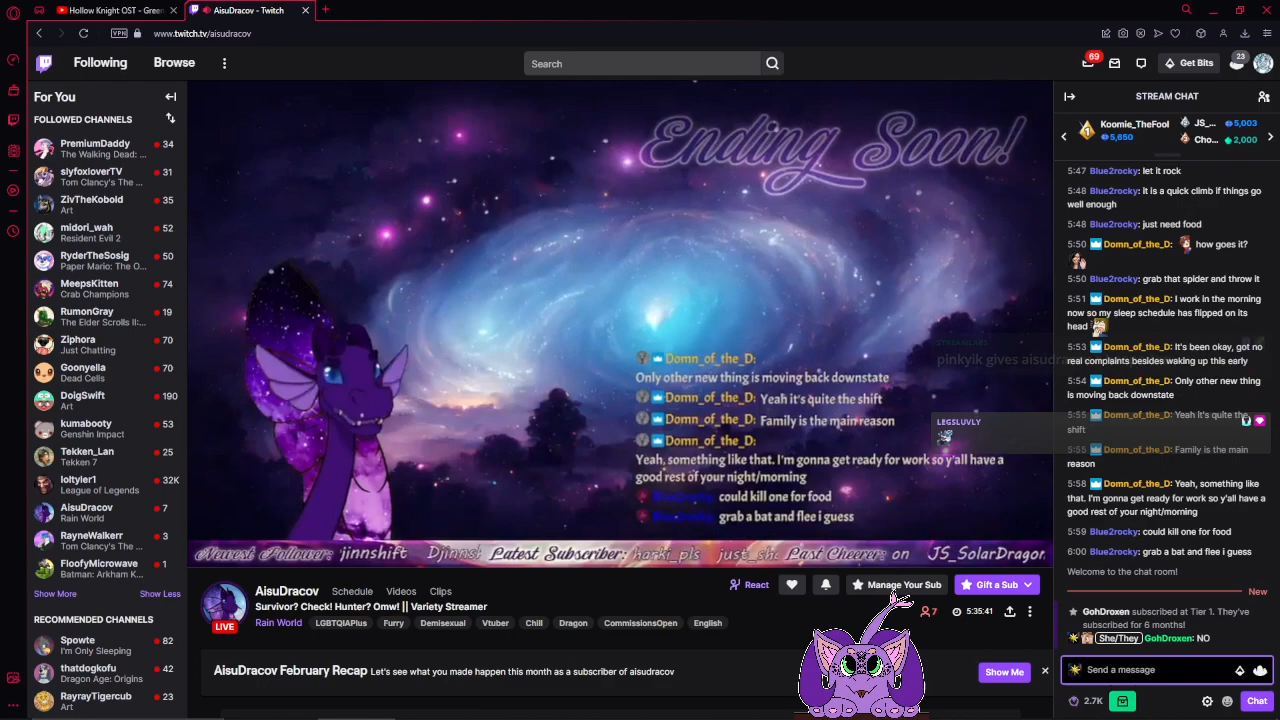 Hollow Knight OST - Green
AisuDracov - Twitch
VPN
www.twitch.tv/aisudracov
Following
Browse
Search
69
Get Bits
23
For You
FOLLOWED CHANNELS
PremiumDaddy
34
The Walking Dead: ...
slyfoxloverTV
31
Tom Clancy's The ...
ZivTheKobold
35
Art
midori_wah
52
Resident Evil 2
RyderTheSosig
50
Paper Mario: The O...
MeepsKitten
74
Crab Champions
RumonGray
19
The Elder Scrolls II:...
Ziphora
70
Just Chatting
Goonyella
70
Dead Cells
DoigSwift
190
Art
kumabooty
53
Genshin Impact
Tekken_Lan
25
Tekken 7
loltyler1
32K
League of Legends
AisuDracov
7
Rain World
RayneWalkerr
3
Tom Clancy's The ...
FloofyMicrowave
1
Batman: Arkham K...
Show More
Show Less
RECOMMENDED CHANNELS
Spowte
82
I'm Only Sleeping
thatdogkofu
42
Dragon Age: Origins
RayrayTigercub
23
Art
Ending Soon!
Domn_of_the_D:
Only other new thing is moving back downstate
Domn_of_the_D: Yeah it's quite the shift
Domn_of_the_D: Family is the main reason
Domn_of_the_D:
Yeah, something like that. I'm gonna get ready for work so y'all have a
good rest of your night/morning
could kill one for food
grab a bat and flee i guess
STREAMLABS
pinkyik gives aisudra
LEGSLUVLY
Newest Follower: jinnshift
Latest Subscriber: harki_pls
Last Cheerer: on
JS_SolarDragon
AisuDracov
Schedule
Videos
Clips
React
Manage Your Sub
Gift a Sub
LIVE
Survivor? Check! Hunter? Omw! || Variety Streamer
Rain World
LGBTQIAPlus
Furry
Demisexual
Vtuber
Chill
Dragon
CommissionsOpen
English
7
5:35:41
AisuDracov February Recap Let's see what you made happen this month as a subscriber of aisudracov
Show Me
STREAM CHAT
1
Koomie_TheFool
5,650
JS_...
5,003
Cho...
2,000
5:47 Blue2rocky: let it rock
5:48 Blue2rocky: It is a quick climb if things go
well enough
5:48 Blue2rocky: just need food
5:50 Domn_of_the_D: how goes it?
5:50 Blue2rocky: grab that spider and throw it
5:51 Domn_of_the_D: I work in the morning
now so my sleep schedule has flipped on its
head
5:53 Domn_of_the_D: It's been okay, got no
real complaints besides waking up this early
5:54 Domn_of_the_D: Only other new thing
is moving back downstate
5:55 Domn_of_the_D: Yeah it's quite the
shift
5:55 Domn_of_the_D: Family is the main
reason
5:58 Domn_of_the_D: Yeah, something like
that. I'm gonna get ready for work so y'all have a
good rest of your night/morning
5:59 Blue2rocky: could kill one for food
6:00 Blue2rocky: grab a bat and flee i guess
Welcome to the chat room!
New
GohDroxen subscribed at Tier 1. They've
subscribed for 6 months!
She/They GohDroxen: NO
Send a message
2.7K
Chat